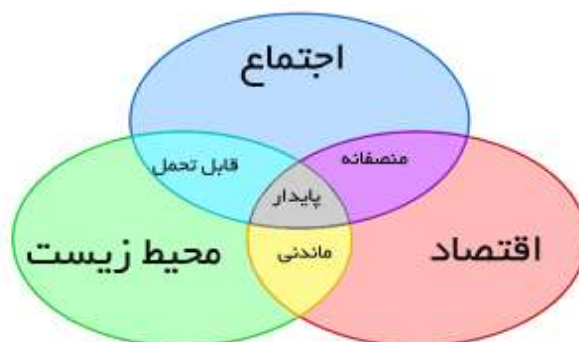 اجتماع
منصفانه
قابل تحمل
پایدار
اقتصاد
ماندنی
محیط زیست